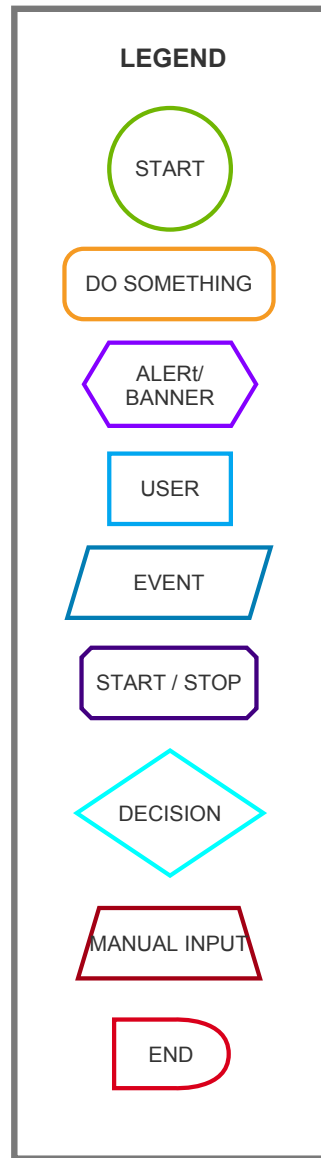 LEGEND
START
DO SOMETHING
ALERt/
BANNER
USER
EVENT
START / STOP
DECISION
MANUAL INPUT
END